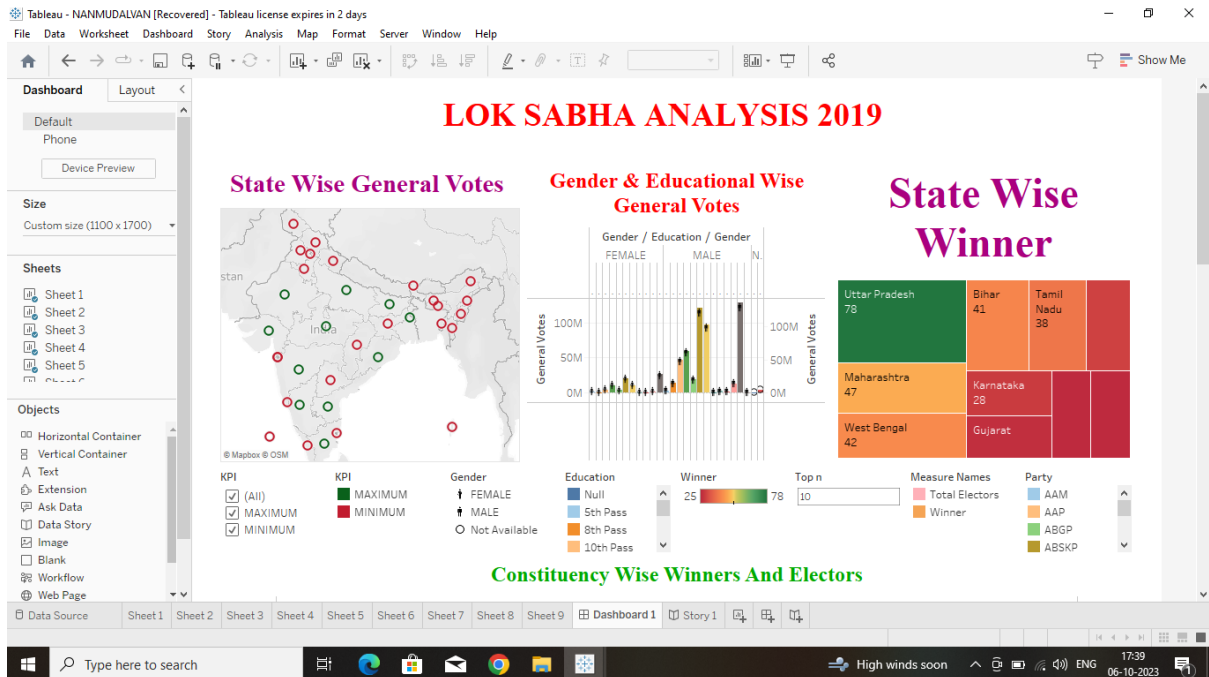 Tableau - NANMUDALVAN [Recovered] - Tableau license expires in 2 days
File Data Worksheet Dashboard Story Analysis Map Format Server Window Help
Show Me
Dashboard Layout
Default
Phone
Device Preview
Size
Custom size (1100 x 1700)
Sheets
Sheet 1
Sheet 2
Sheet 3
Sheet 4
Sheet 5
Objects
Horizontal Container
Vertical Container
Text
Extension
Ask Data
Data Story
Image
Blank
Workflow
Web Page
LOK SABHA ANALYSIS 2019
State Wise General Votes
stan
India
© Mapbox © OSM
Gender & Educational Wise
General Votes
Gender / Education / Gender
FEMALE MALE N.
General Votes
100M
50M
0M
100M
50M
0M
General Votes
State Wise
Winner
Uttar Pradesh
78
Maharashtra
47
West Bengal
42
Bihar
41
Tamil
Nadu
38
Karnataka
28
Gujarat
KPI
(All)
MAXIMUM
MINIMUM
KPI
MAXIMUM
MINIMUM
Gender
FEMALE
MALE
Not Available
Education
Null
5th Pass
8th Pass
10th Pass
Winner
25 78
Top n
10
Measure Names
Total Electors
Winner
Party
AAM
AAP
ABGP
ABSKP
Constituency Wise Winners And Electors
Data Source Sheet 1 Sheet 2 Sheet 3 Sheet 4 Sheet 5 Sheet 6 Sheet 7 Sheet 8 Sheet 9 Dashboard 1 Story 1
Type here to search
High winds soon
ENG
17:39
06-10-2023
1